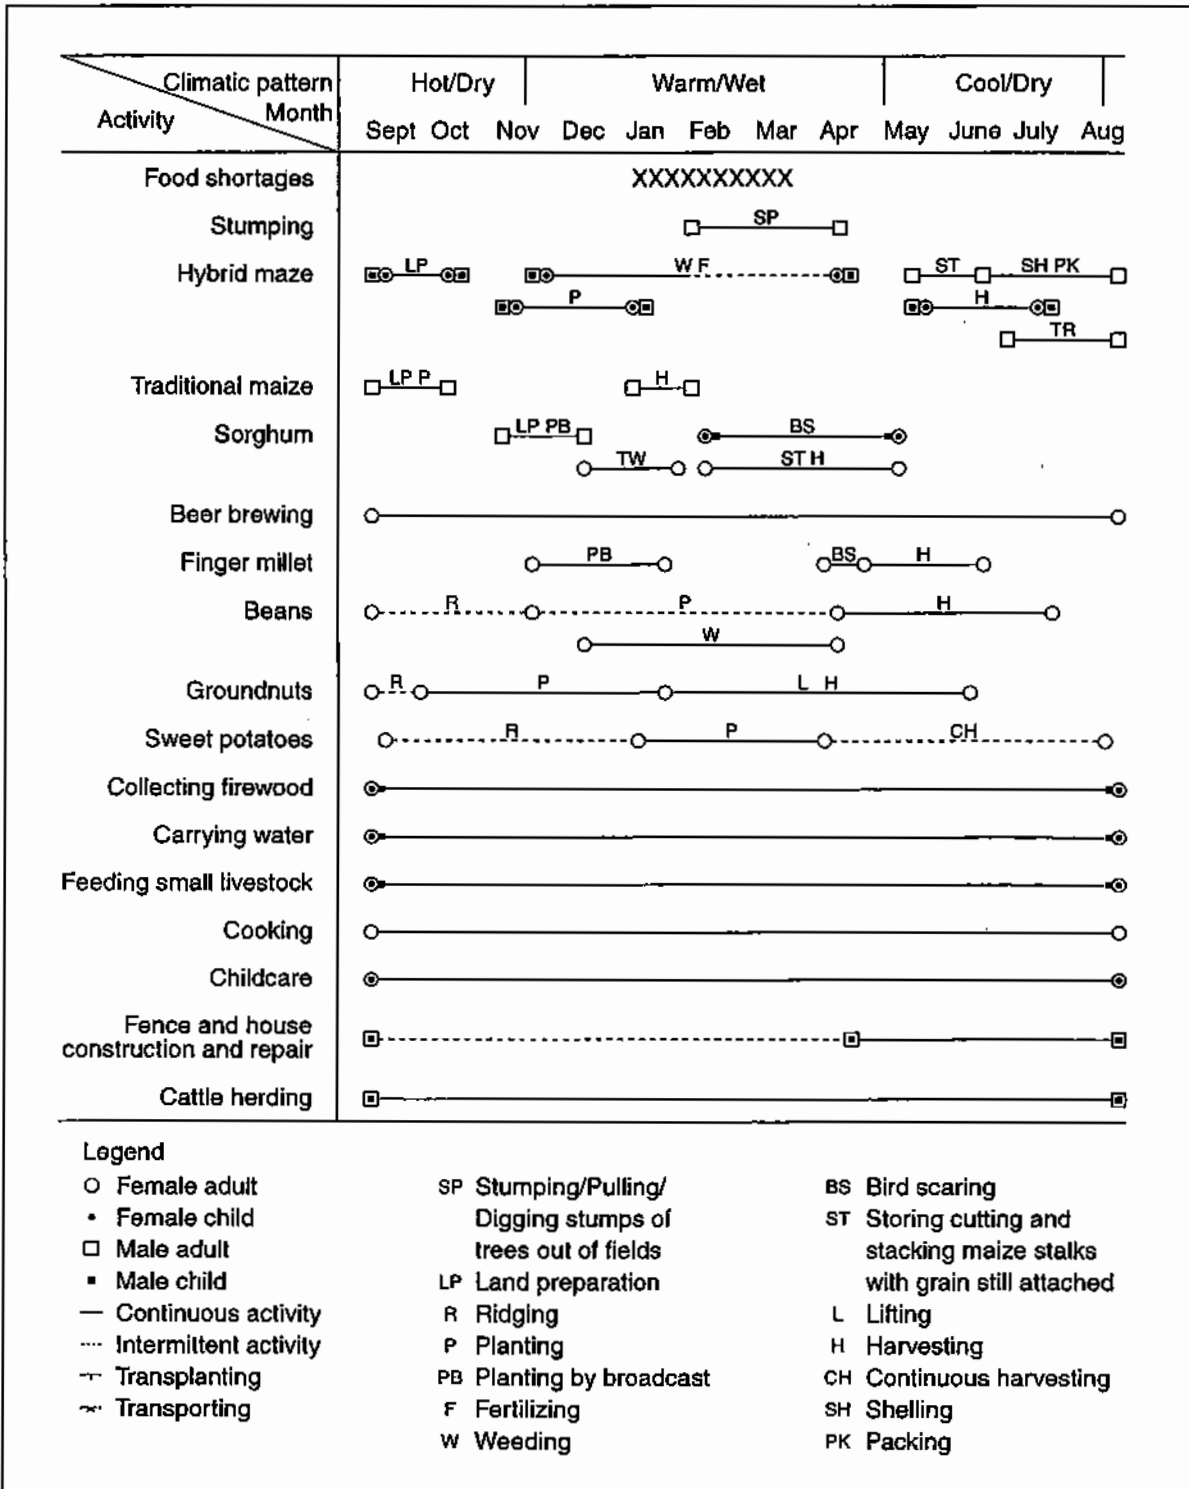 Climatic pattern Hot/Dry Warm/Wet Cool/Dry
Month
Activity
Sept Oct Nov Dec Jan Feb Mar Apr May June July Aug
Food shortages XXXXXXXXXX
Stumping SP
Hybrid maze LP W F ST SH PK
P H
TR
Traditional maize LP P H
Sorghum LP PB BS
TW ST H
Beer brewing
Finger millet PB BS H
Beans R P H
W
Groundnuts R P L H
Sweet potatoes R P CH
Collecting firewood
Carrying water
Feeding small livestock
Cooking
Childcare
Fence and house
construction and repair
Cattle herding
Legend
Female adult
Female child
Male adult
Male child
Continuous activity
Intermittent activity
Transplanting
Transporting
SP Stumping/Pulling/
Digging stumps of
trees out of fields
LP Land preparation
R Ridging
P Planting
PB Planting by broadcast
F Fertilizing
W Weeding
BS Bird scaring
ST Storing cutting and
stacking maize stalks
with grain still attached
L Lifting
H Harvesting
CH Continuous harvesting
SH Shelling
PK Packing